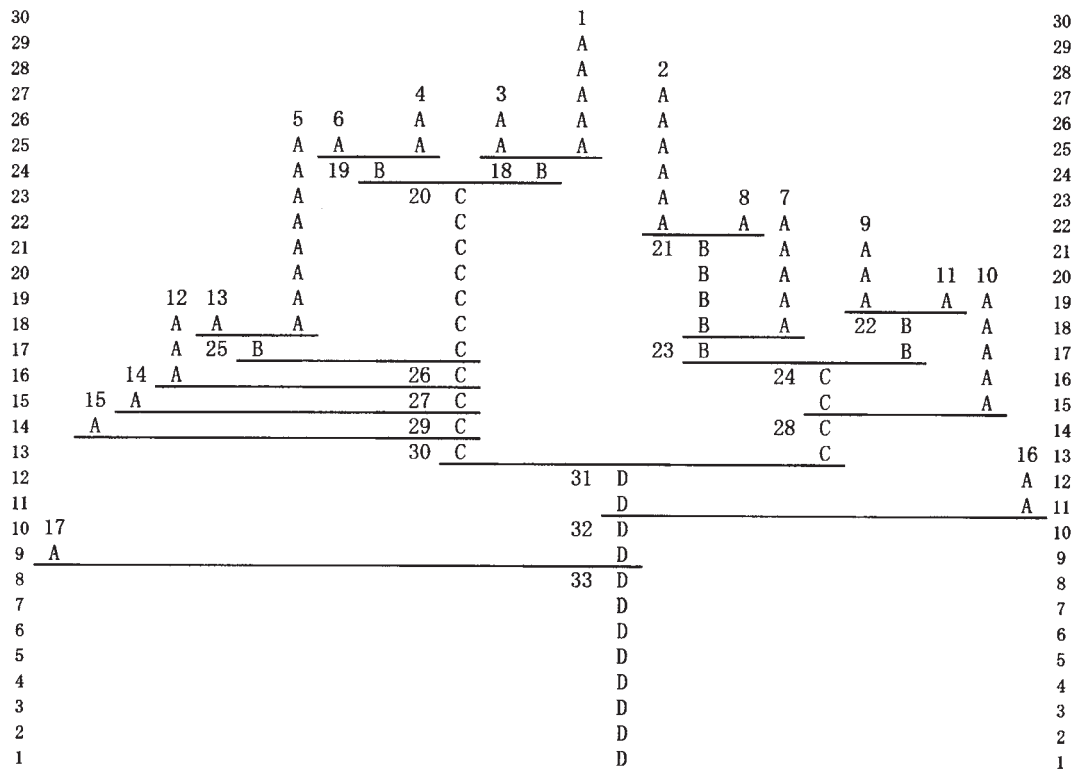 30 1 30
29 A 29
28 A 2 28
27 4 3 A A 27
26 5 6 A A A A 26
25 A A A A A A 25
24 A 19 B 18 B A 24
23 A 20 C A 8 7 23
22 A C A A A 9 22
21 A C 21 B A A 21
20 A C B A A 20
19 12 13 A C B A A 11 A 10 19
18 A A A C B A 22 B A 18
17 A 25 B C 23 B B A 17
16 14 A 26 C 24 C A 16
15 15 A 27 C C A 15
14 A 29 C 28 C 14
13 30 C C 16 13
12 31 D A 12
11 D A 11
10 17 32 D 10
9 A D 9
8 33 D 8
7 D 7
6 D 6
5 D 5
4 D 4
3 D 3
2 D 2
1 D 1